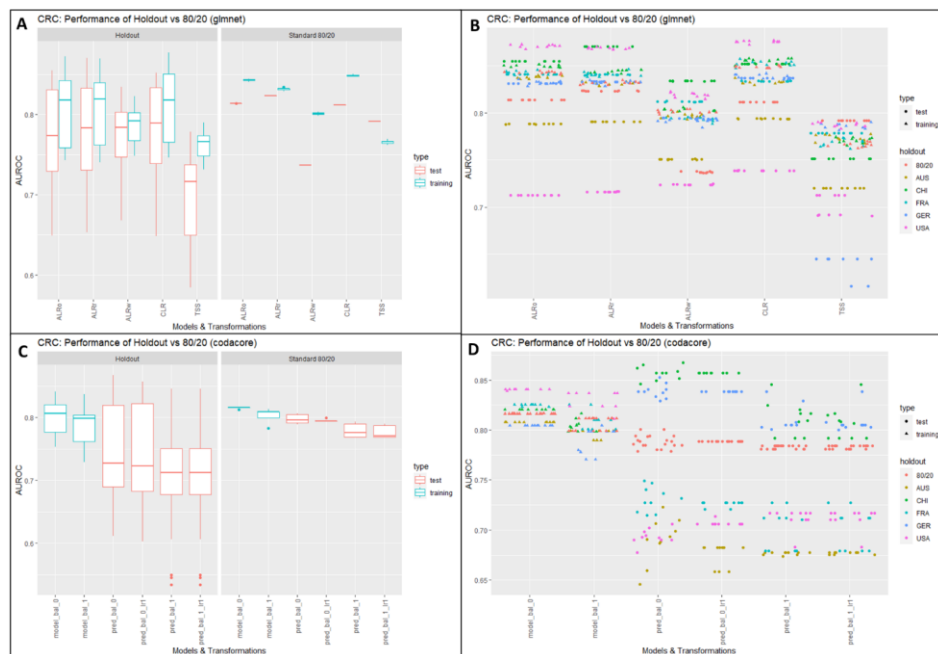 A
CRC: Performance of Holdout vs 80/20 (glmnet)
Holdout
Standard 80/20
AUROC
0.8
0.7
0.6
ALRo
ALRr
ALRw
CLR
TSS
ALRo
ALRr
ALRw
CLR
TSS
Models & Transformations
type
test
training
B
CRC: Performance of Holdout vs 80/20 (glmnet)
AUROC
0.8
0.7
ALRo
ALRr
ALRw
CLR
TSS
Models & Transformations
type
test
training
holdout
80/20
AUS
CHI
FRA
GER
USA
C
CRC: Performance of Holdout vs 80/20 (codacore)
Holdout
Standard 80/20
AUROC
0.8
0.7
0.6
model_bal_0
model_bal_1
pred_bal_0
pred_bal_0_lr1
pred_bal_1
pred_bal_1_lr1
model_bal_0
model_bal_1
pred_bal_0
pred_bal_0_lr1
pred_bal_1
pred_bal_1_lr1
Models & Transformations
type
test
training
D
CRC: Performance of Holdout vs 80/20 (codacore)
AUROC
0.85
0.80
0.75
0.70
0.65
model_bal_0
model_bal_1
pred_bal_0
pred_bal_0_lr1
pred_bal_1
pred_bal_1_lr1
Models & Transformations
type
test
training
holdout
80/20
AUS
CHI
FRA
GER
USA